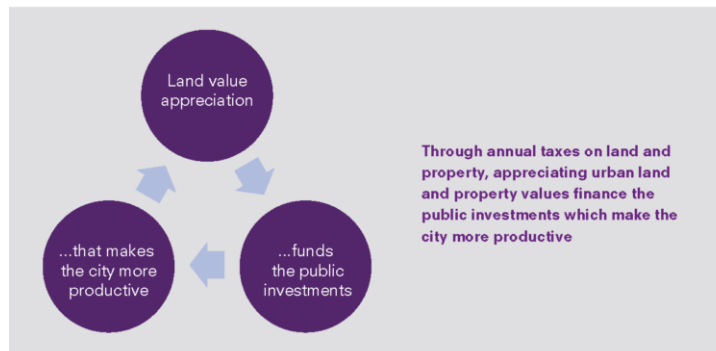 Land value
appreciation
...funds
the public
investments
...that makes
the city more
productive
Through annual taxes on land and
property, appreciating urban land
and property values finance the
public investments which make the
city more productive